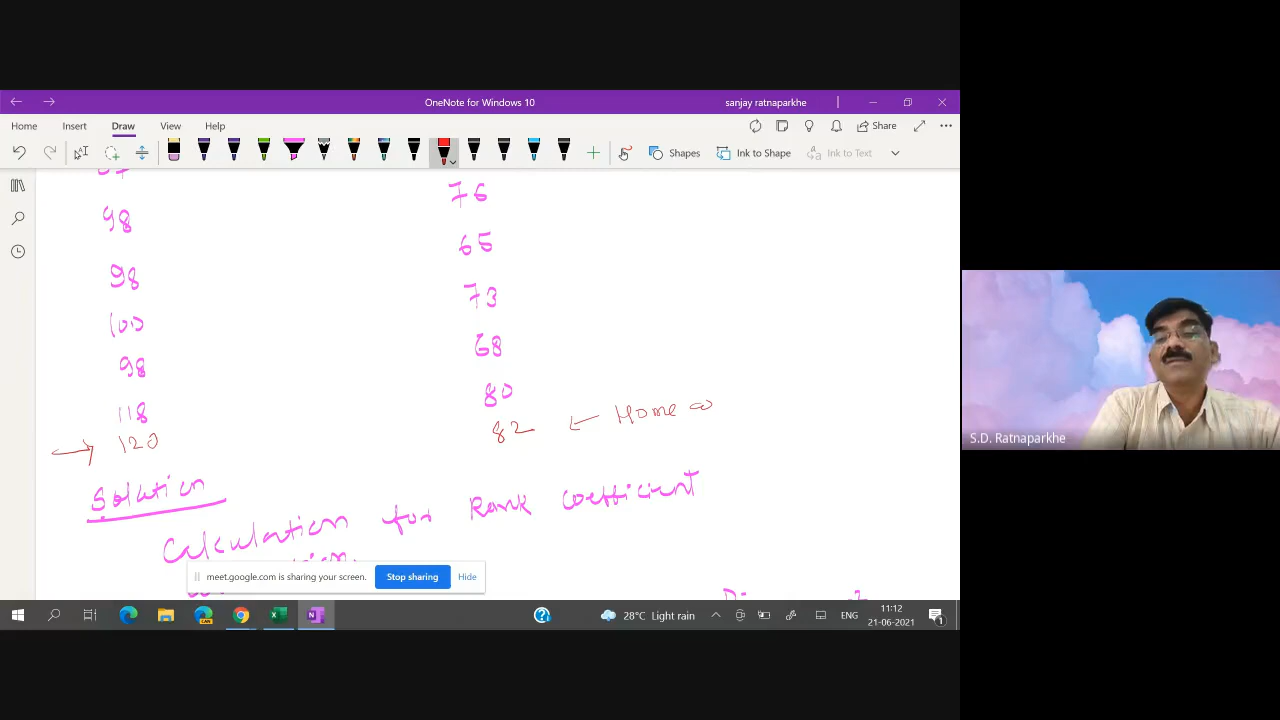 OneNote for Windows 10
sanjay ratnaparkhe
Home Insert Draw View Help
Share
Shapes Ink to Shape Ink to Text
76
98
65
98
73
100
68
98
80
118
82 ← Home
→ 120
Solution
Calculation for Rank coefficient
meet.google.com is sharing your screen. Stop sharing Hide
S.D. Ratnaparkhe
28°C Light rain
ENG
11:12
21-06-2021